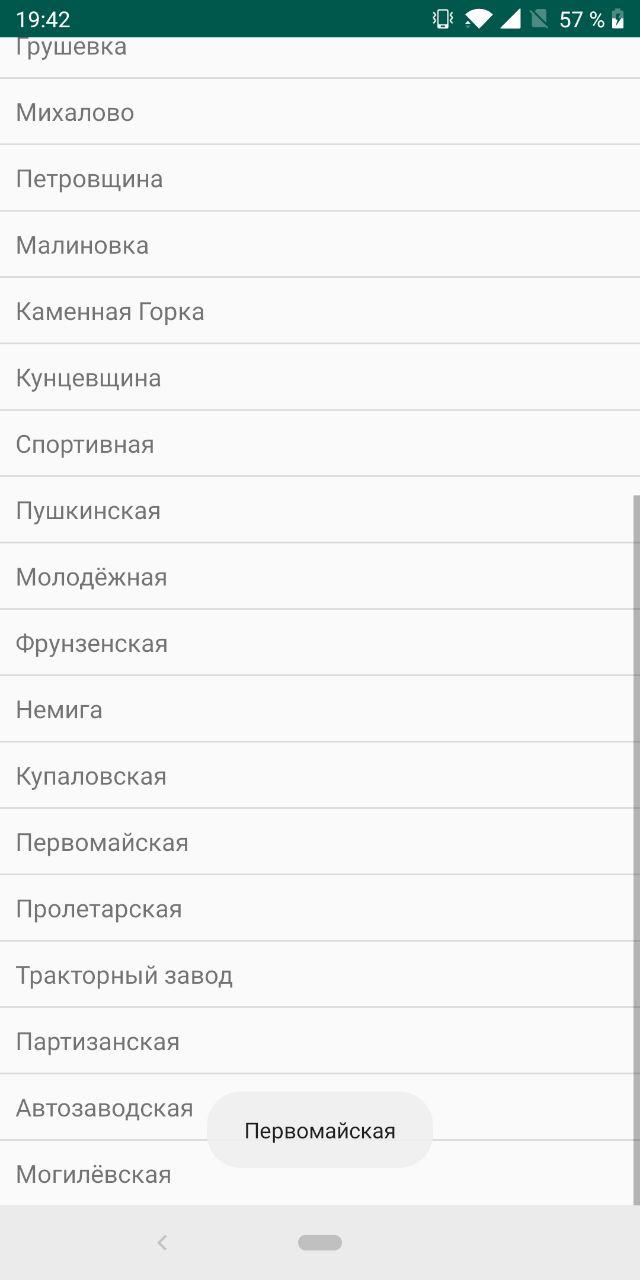 19:42
57 %
Грушевка
Михалово
Петровщина
Малиновка
Каменная Горка
Кунцевщина
Спортивная
Пушкинская
Молодёжная
Фрунзенская
Немига
Купаловская
Первомайская
Пролетарская
Тракторный завод
Партизанская
Автозаводская
Первомайская
Могилёвская